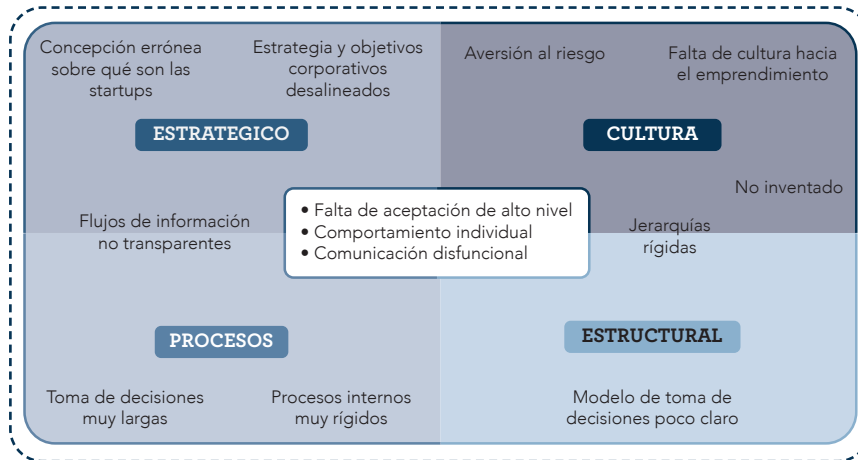 Concepción errónea
sobre qué son las
startups
Estrategia y objetivos
corporativos
desalineados
ESTRATEGICO
Flujos de información
no transparentes
Aversión al riesgo
Falta de cultura hacia
el emprendimiento
CULTURA
No inventado
Jerarquías
rígidas
• Falta de aceptación de alto nivel
• Comportamiento individual
• Comunicación disfuncional
PROCESOS
Toma de decisiones
muy largas
Procesos internos
muy rígidos
ESTRUCTURAL
Modelo de toma de
decisiones poco claro